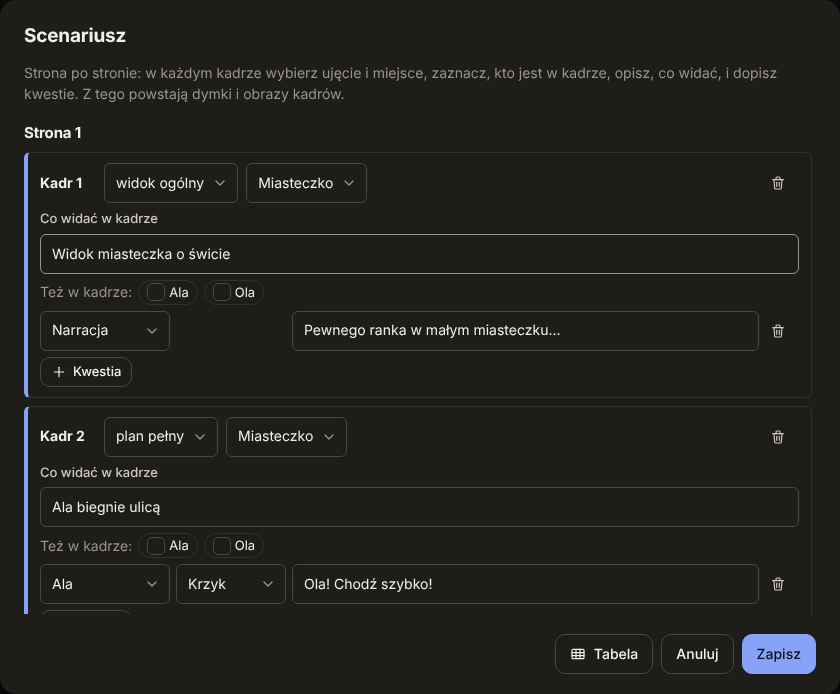 Scenariusz
Strona po stronie: w każdym kadrze wybierz ujęcie i miejsce, zaznacz, kto jest w kadrze, opisz, co widać, i dopisz
kwestie. Z tego powstają dymki i obrazy kadrów.
Strona 1
Kadr 1 widok ogólny Miasteczko
Co widać w kadrze
Widok miasteczka o świcie
Też w kadrze: Ala Ola
Narracja Pewnego ranka w małym miasteczku...
Kwestia
Kadr 2 plan pełny Miasteczko
Co widać w kadrze
Ala biegnie ulicą
Też w kadrze: Ala Ola
Ala Krzyk Ola! Chodź szybko!
Tabela Anuluj Zapisz